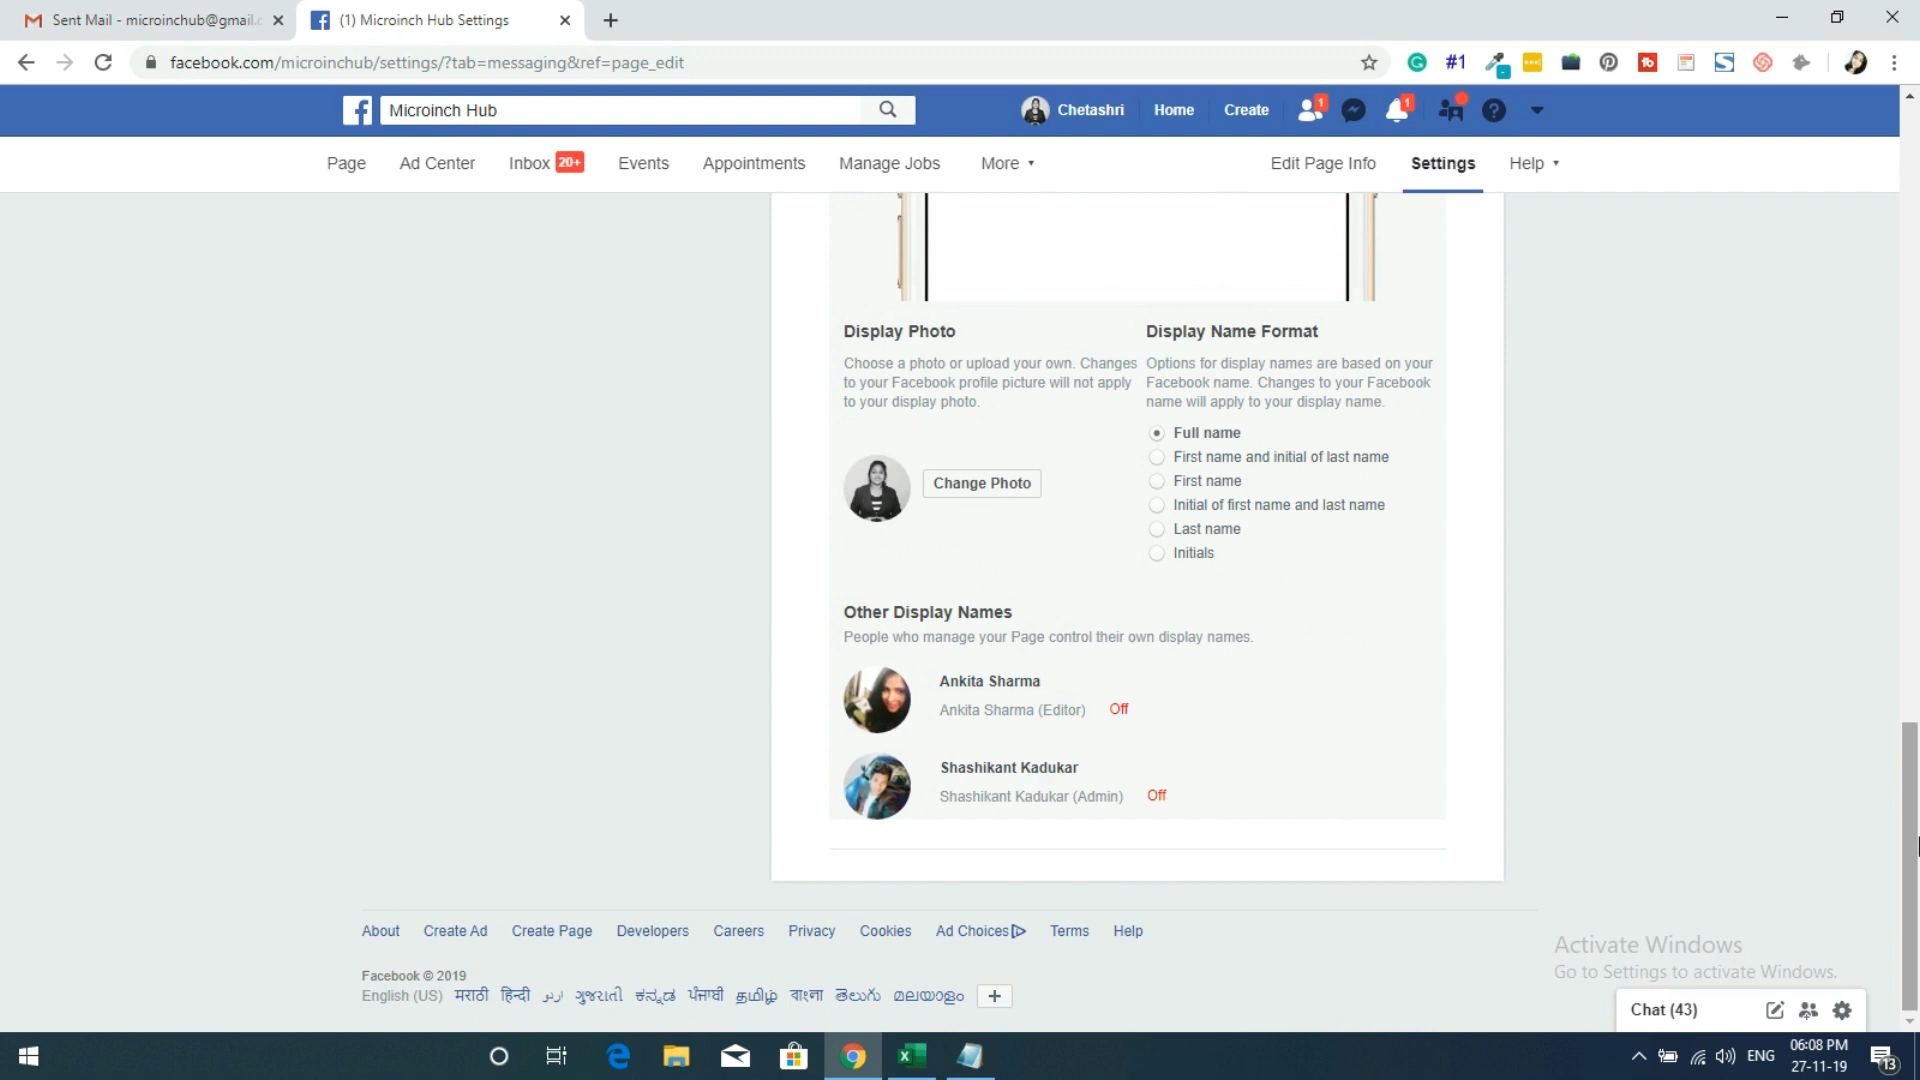 Sent Mail - microinchub@gmail.c
(1) Microinch Hub Settings
facebook.com/microinchub/settings/?tab=messaging&ref=page_edit
#1
Microinch Hub
Chetashri
Home
Create
1
1
Page
Ad Center
Inbox 20+
Events
Appointments
Manage Jobs
More
Edit Page Info
Settings
Help
Display Photo
Choose a photo or upload your own. Changes
to your Facebook profile picture will not apply
to your display photo.
Change Photo
Display Name Format
Options for display names are based on your
Facebook name. Changes to your Facebook
name will apply to your display name.
Full name
First name and initial of last name
First name
Initial of first name and last name
Last name
Initials
Other Display Names
People who manage your Page control their own display names.
Ankita Sharma
Ankita Sharma (Editor) Off
Shashikant Kadukar
Shashikant Kadukar (Admin) Off
About Create Ad Create Page Developers Careers Privacy Cookies Ad Choices Terms Help
Facebook © 2019
English (US) मराठी हिन्दी اردو ગુજરાતી ಕನ್ನಡ ਪੰਜਾਬੀ தமிழ் বাংলা తెలుగు മലയാളം
Activate Windows
Go to Settings to activate Windows.
Chat (43)
ENG
06:08 PM
27-11-19
13